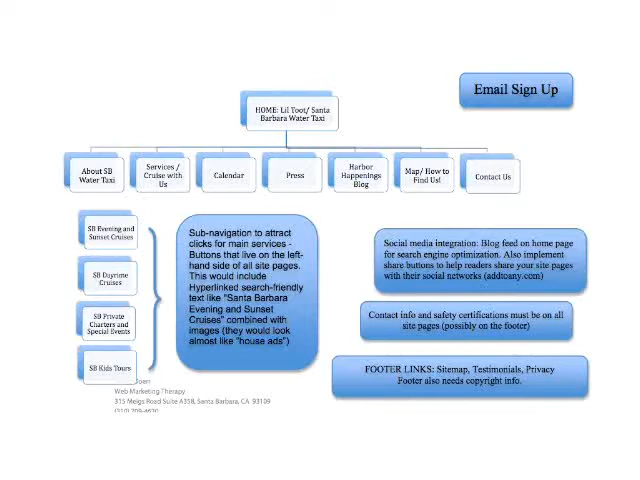 Email Sign Up
HOME: Lil Toot/ Santa
Barbara Water Taxi
About SB
Water Taxi
Services /
Cruise with
Us
Calendar
Press
Harbor
Happenings
Blog
Map/ How to
Find Us!
Contact Us
SB Evening and
Sunset Cruises
SB Daytime
Cruises
SB Private
Charters and
Special Events
SB Kids Tours
Sub-navigation to attract
clicks for main services -
Buttons that live on the left-
hand side of all site pages.
This would include
Hyperlinked search-friendly
text like "Santa Barbara
Evening and Sunset
Cruises" combined with
images (they would look
almost like "house ads")
Social media integration: Blog feed on home page
for search engine optimization. Also implement
share buttons to help readers share your site pages
with their social networks (addtoany.com)
Contact info and safety certifications must be on all
site pages (possibly on the footer)
FOOTER LINKS: Sitemap, Testimonials, Privacy
Footer also needs copyright info.
Web Marketing Therapy
315 Meigs Road Suite A358, Santa Barbara, CA 93109